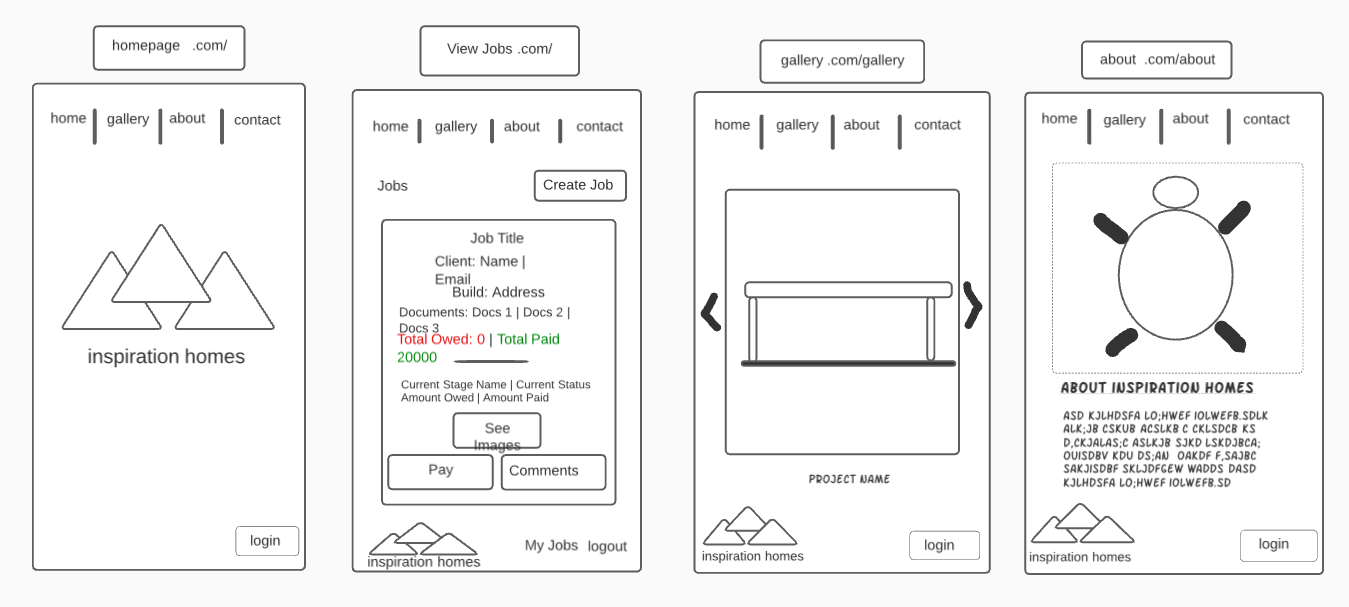 homepage .com/
home gallery about contact
inspiration homes
login
View Jobs .com/
home gallery about contact
Jobs
Create Job
Job Title
Client: Name |
Email
Build: Address
Documents: Docs 1 | Docs 2 |
Docs 3
Total Owed: 0 | Total Paid
20000
Current Stage Name | Current Status
Amount Owed | Amount Paid
See
Images
Pay
Comments
inspiration homes
My Jobs logout
gallery .com/gallery
home gallery about contact
PROJECT NAME
inspiration homes
login
about .com/about
home gallery about contact
ABOUT INSPIRATION HOMES
ASD KJLHDSFA LO;HWEF IOLWEFB.SDLK
ALK;JB CSKUB ACSLKB C CKLSDCB KS
D,CKJALAS;C ASLKJB SJKD LSKDJBCA;
OUISDBV KDU DS;AN OAKDF F,SAJBC
SAKJISDBF SKLJDFGEW WADDS DASD
KJLHDSFA LO;HWEF IOLWEFB.SD
inspiration homes
login